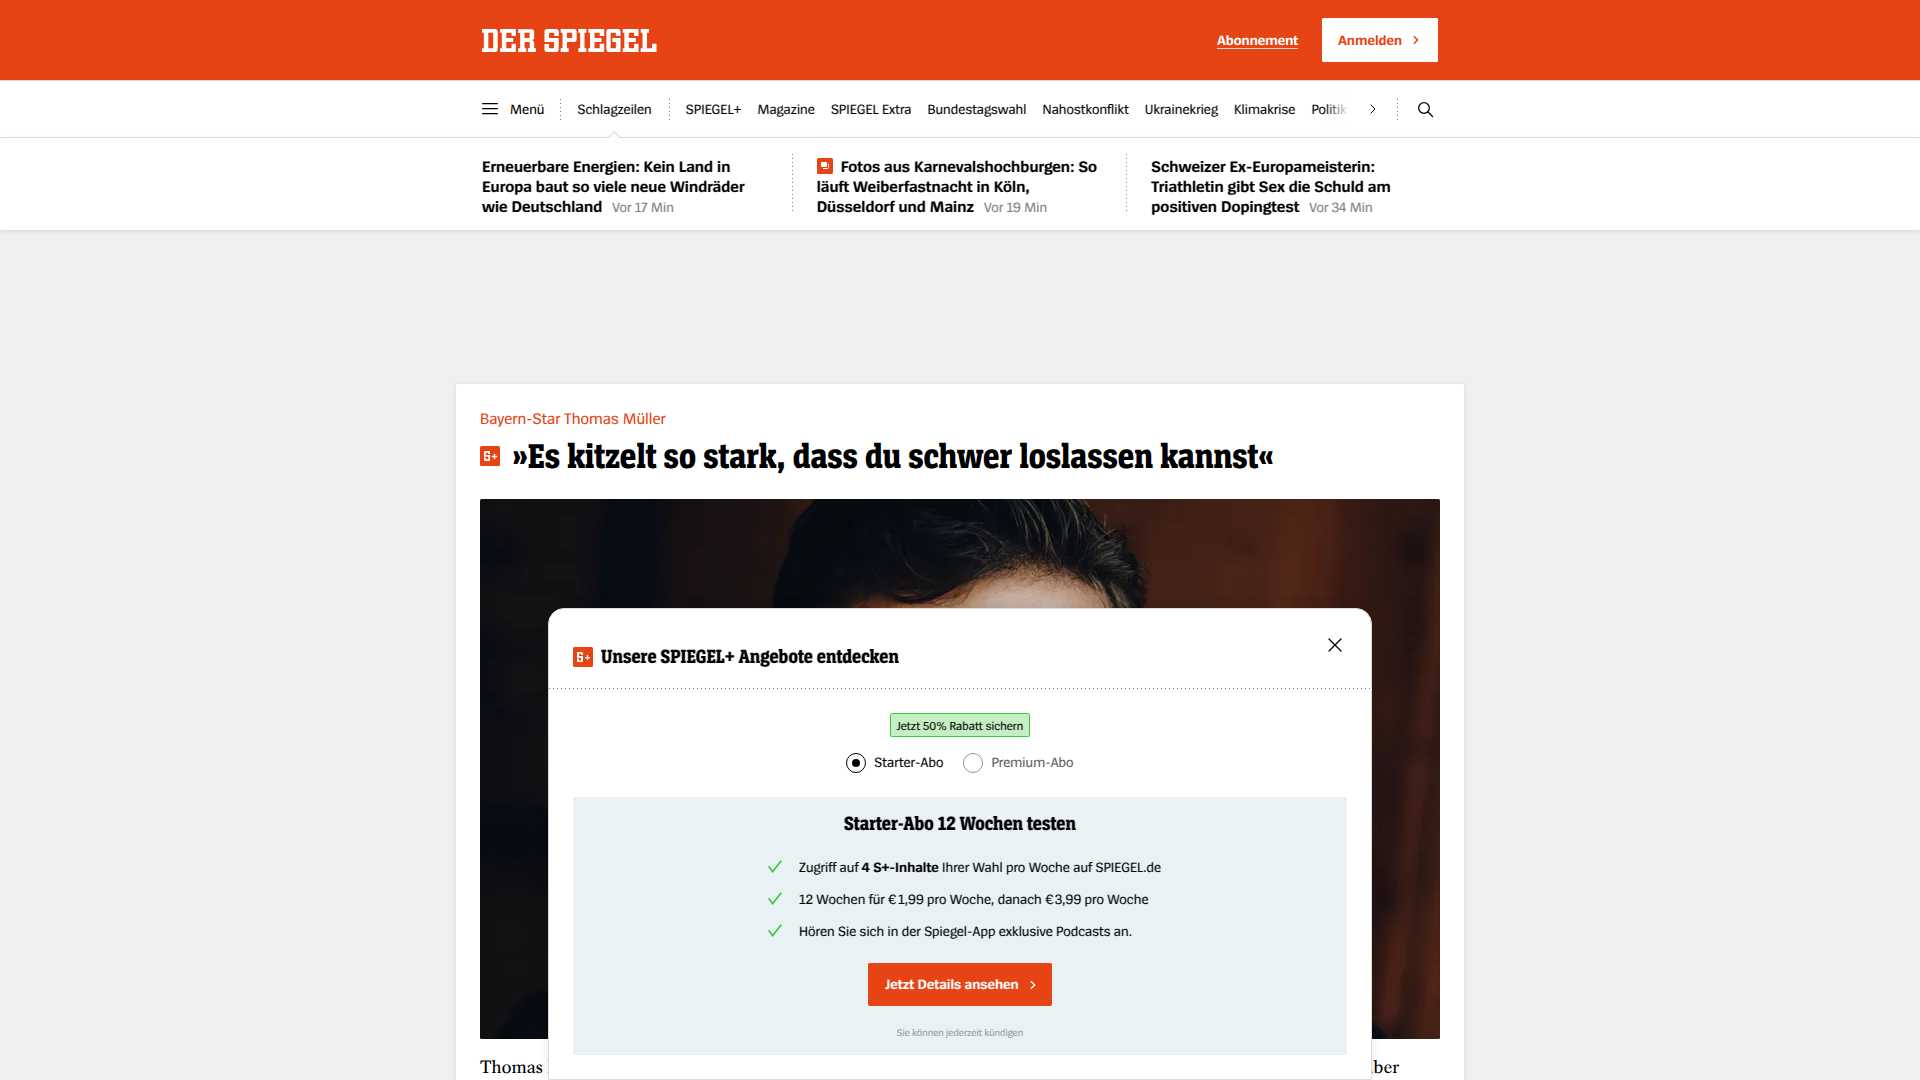 DER SPIEGEL
Abonnement
Anmelden
Menü
Schlagzeilen
SPIEGEL+
Magazine
SPIEGEL Extra
Bundestagswahl
Nahostkonflikt
Ukrainekrieg
Klimakrise
Politik
Erneuerbare Energien: Kein Land in
Europa baut so viele neue Windräder
wie Deutschland Vor 17 Min
Fotos aus Karnevalshochburgen: So
läuft Weiberfastnacht in Köln,
Düsseldorf und Mainz Vor 19 Min
Schweizer Ex-Europameisterin:
Triathletin gibt Sex die Schuld am
positiven Dopingtest Vor 34 Min
Bayern-Star Thomas Müller
»Es kitzelt so stark, dass du schwer loslassen kannst«
Unsere SPIEGEL+ Angebote entdecken
Jetzt 50% Rabatt sichern
Starter-Abo
Premium-Abo
Starter-Abo 12 Wochen testen
Zugriff auf 4 S+-Inhalte Ihrer Wahl pro Woche auf SPIEGEL.de
12 Wochen für € 1,99 pro Woche, danach € 3,99 pro Woche
Hören Sie sich in der Spiegel-App exklusive Podcasts an.
Jetzt Details ansehen
Sie können jederzeit kündigen
Thomas